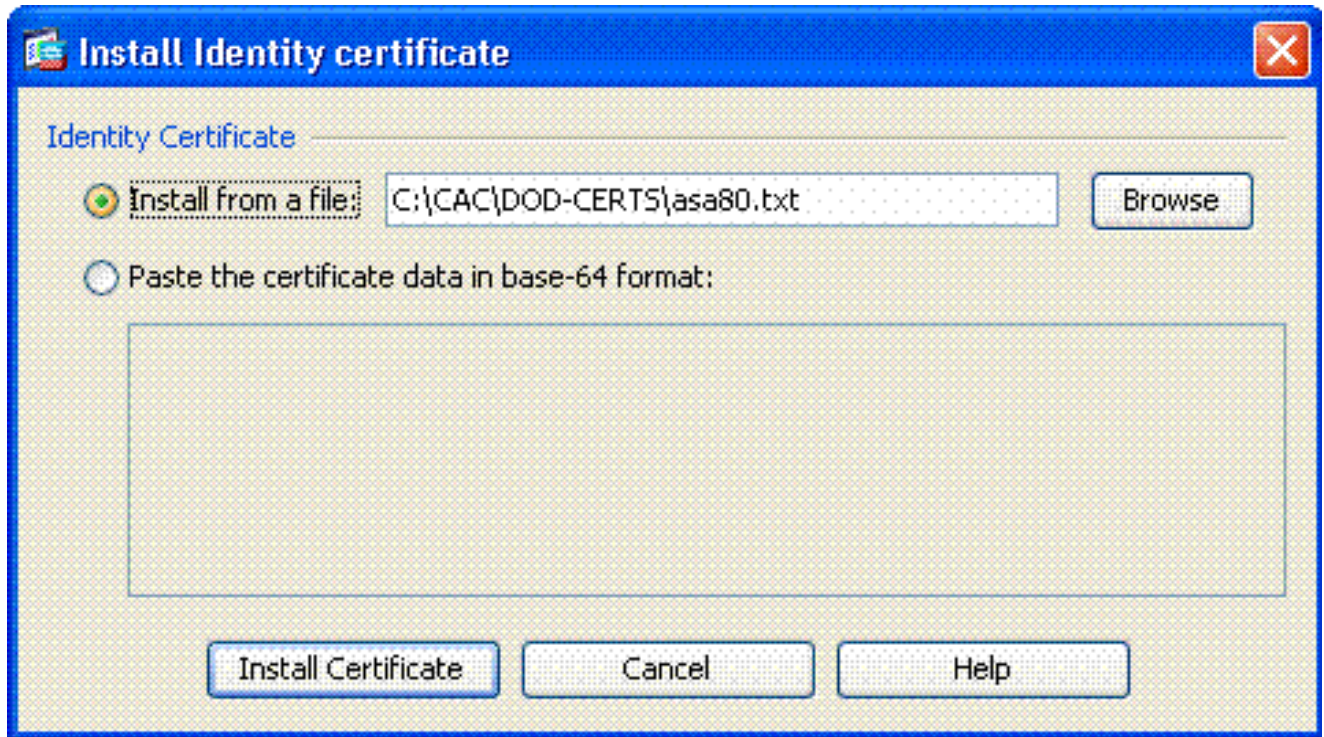 Install Identity certificate
Identity Certificate
Install from a file: C:\CAC\DOD-CERTS\asa80.txt Browse
Paste the certificate data in base-64 format:
Install Certificate Cancel Help